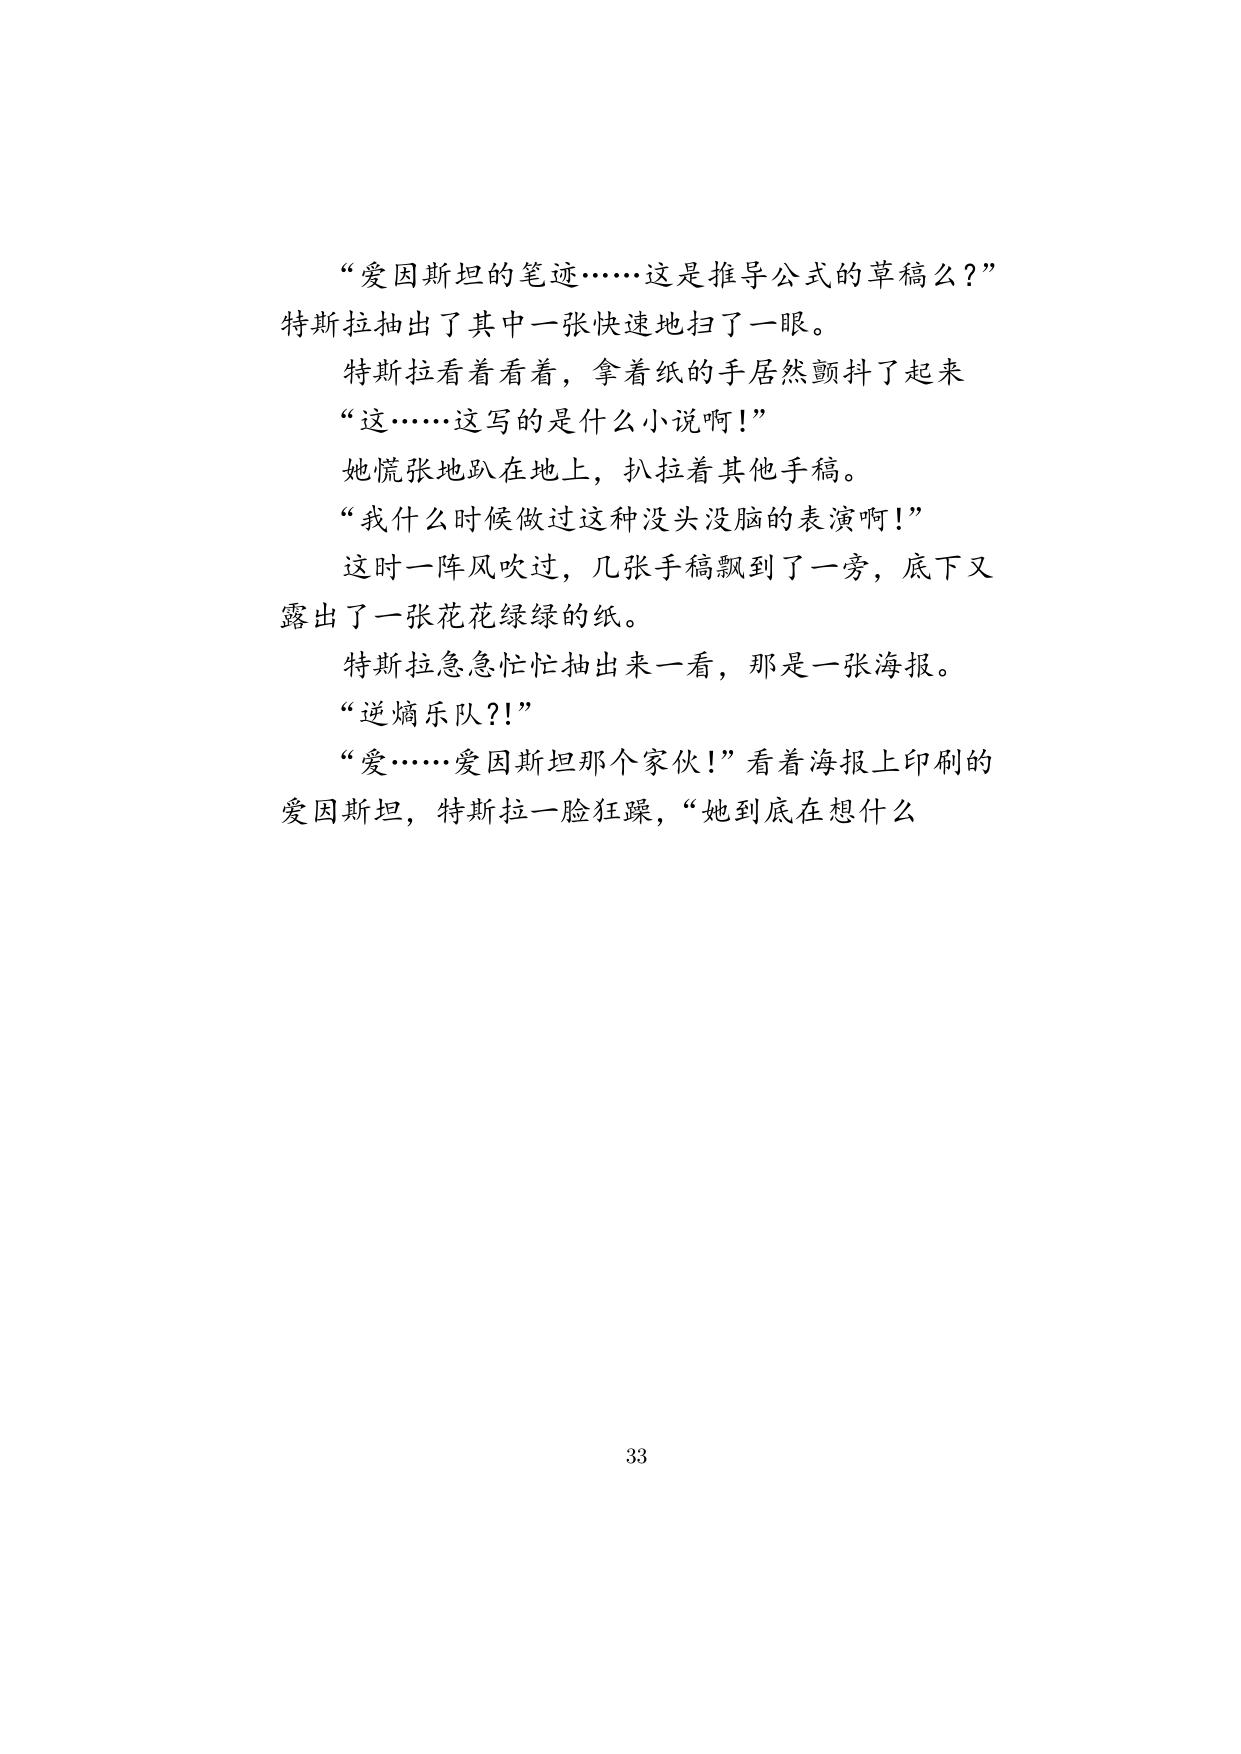 “爱因斯坦的笔迹……这是推导公式的草稿么?”
特斯拉抽出了其中一张快速地扫了一眼。
特斯拉看着看着，拿着纸的手居然颤抖了起来
“这……这写的是什么小说啊!”
她慌张地趴在地上，扒拉着其他手稿。
“我什么时候做过这种没头没脑的表演啊!”
这时一阵风吹过，几张手稿飘到了一旁，底下又
露出了一张花花绿绿的纸。
特斯拉急急忙忙抽出来一看，那是一张海报。
“逆熵乐队?!”
“爱……爱因斯坦那个家伙!”看着海报上印刷的
爱因斯坦，特斯拉一脸狂躁，“她到底在想什么
33